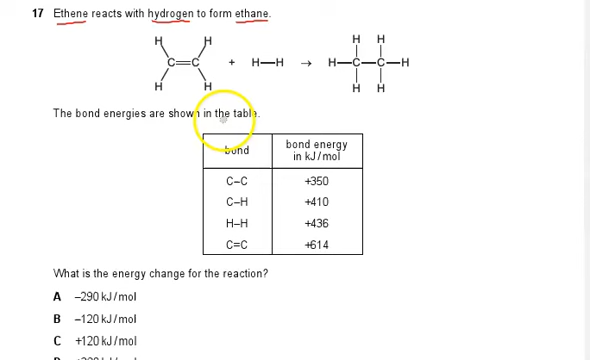 17 Ethene reacts with hydrogen to form ethane.
H H H H
C=C + H—H → H—C—C—H
H H H H
The bond energies are shown in the table.
bond bond energy in kJ/mol
C–C +350
C–H +410
H–H +436
C=C +614
What is the energy change for the reaction?
A –290 kJ/mol
B –120 kJ/mol
C +120 kJ/mol